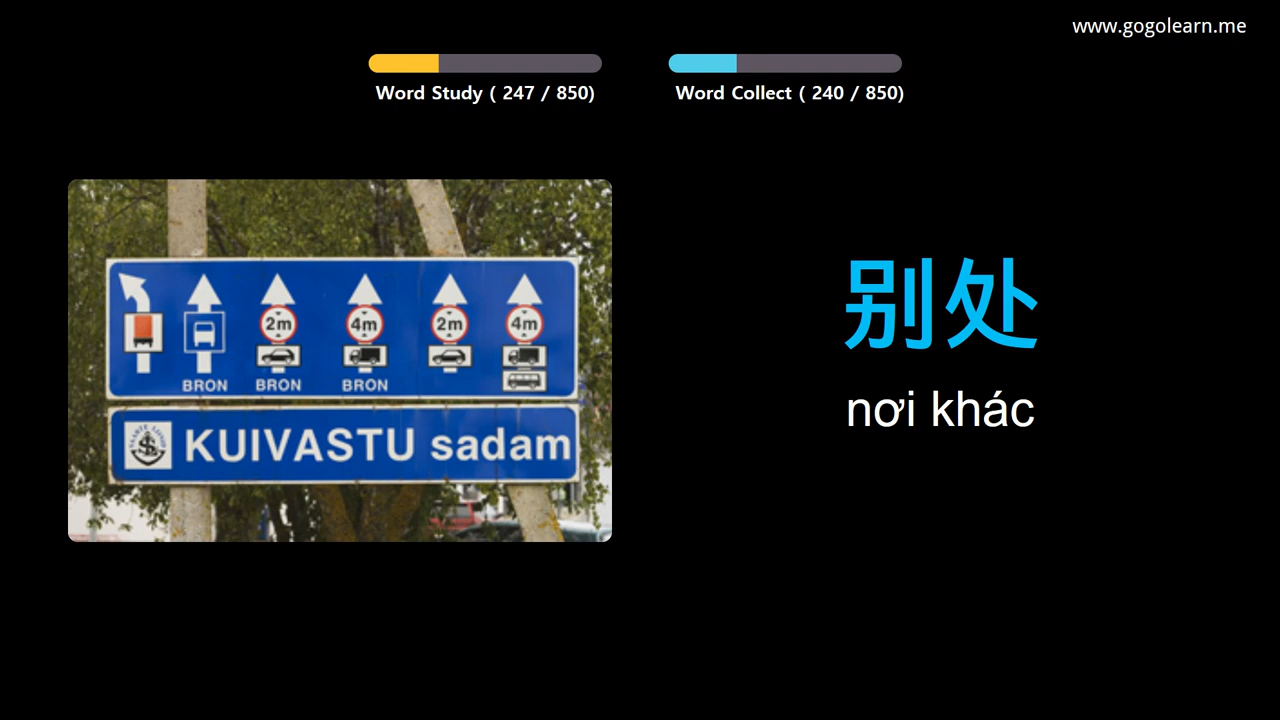 www.gogolearn.me
Word Study ( 247 / 850)
Word Collect ( 240 / 850)
2m 4m 2m 4m
BRON BRON BRON
KUIVASTU sadam
别处
nơi khác